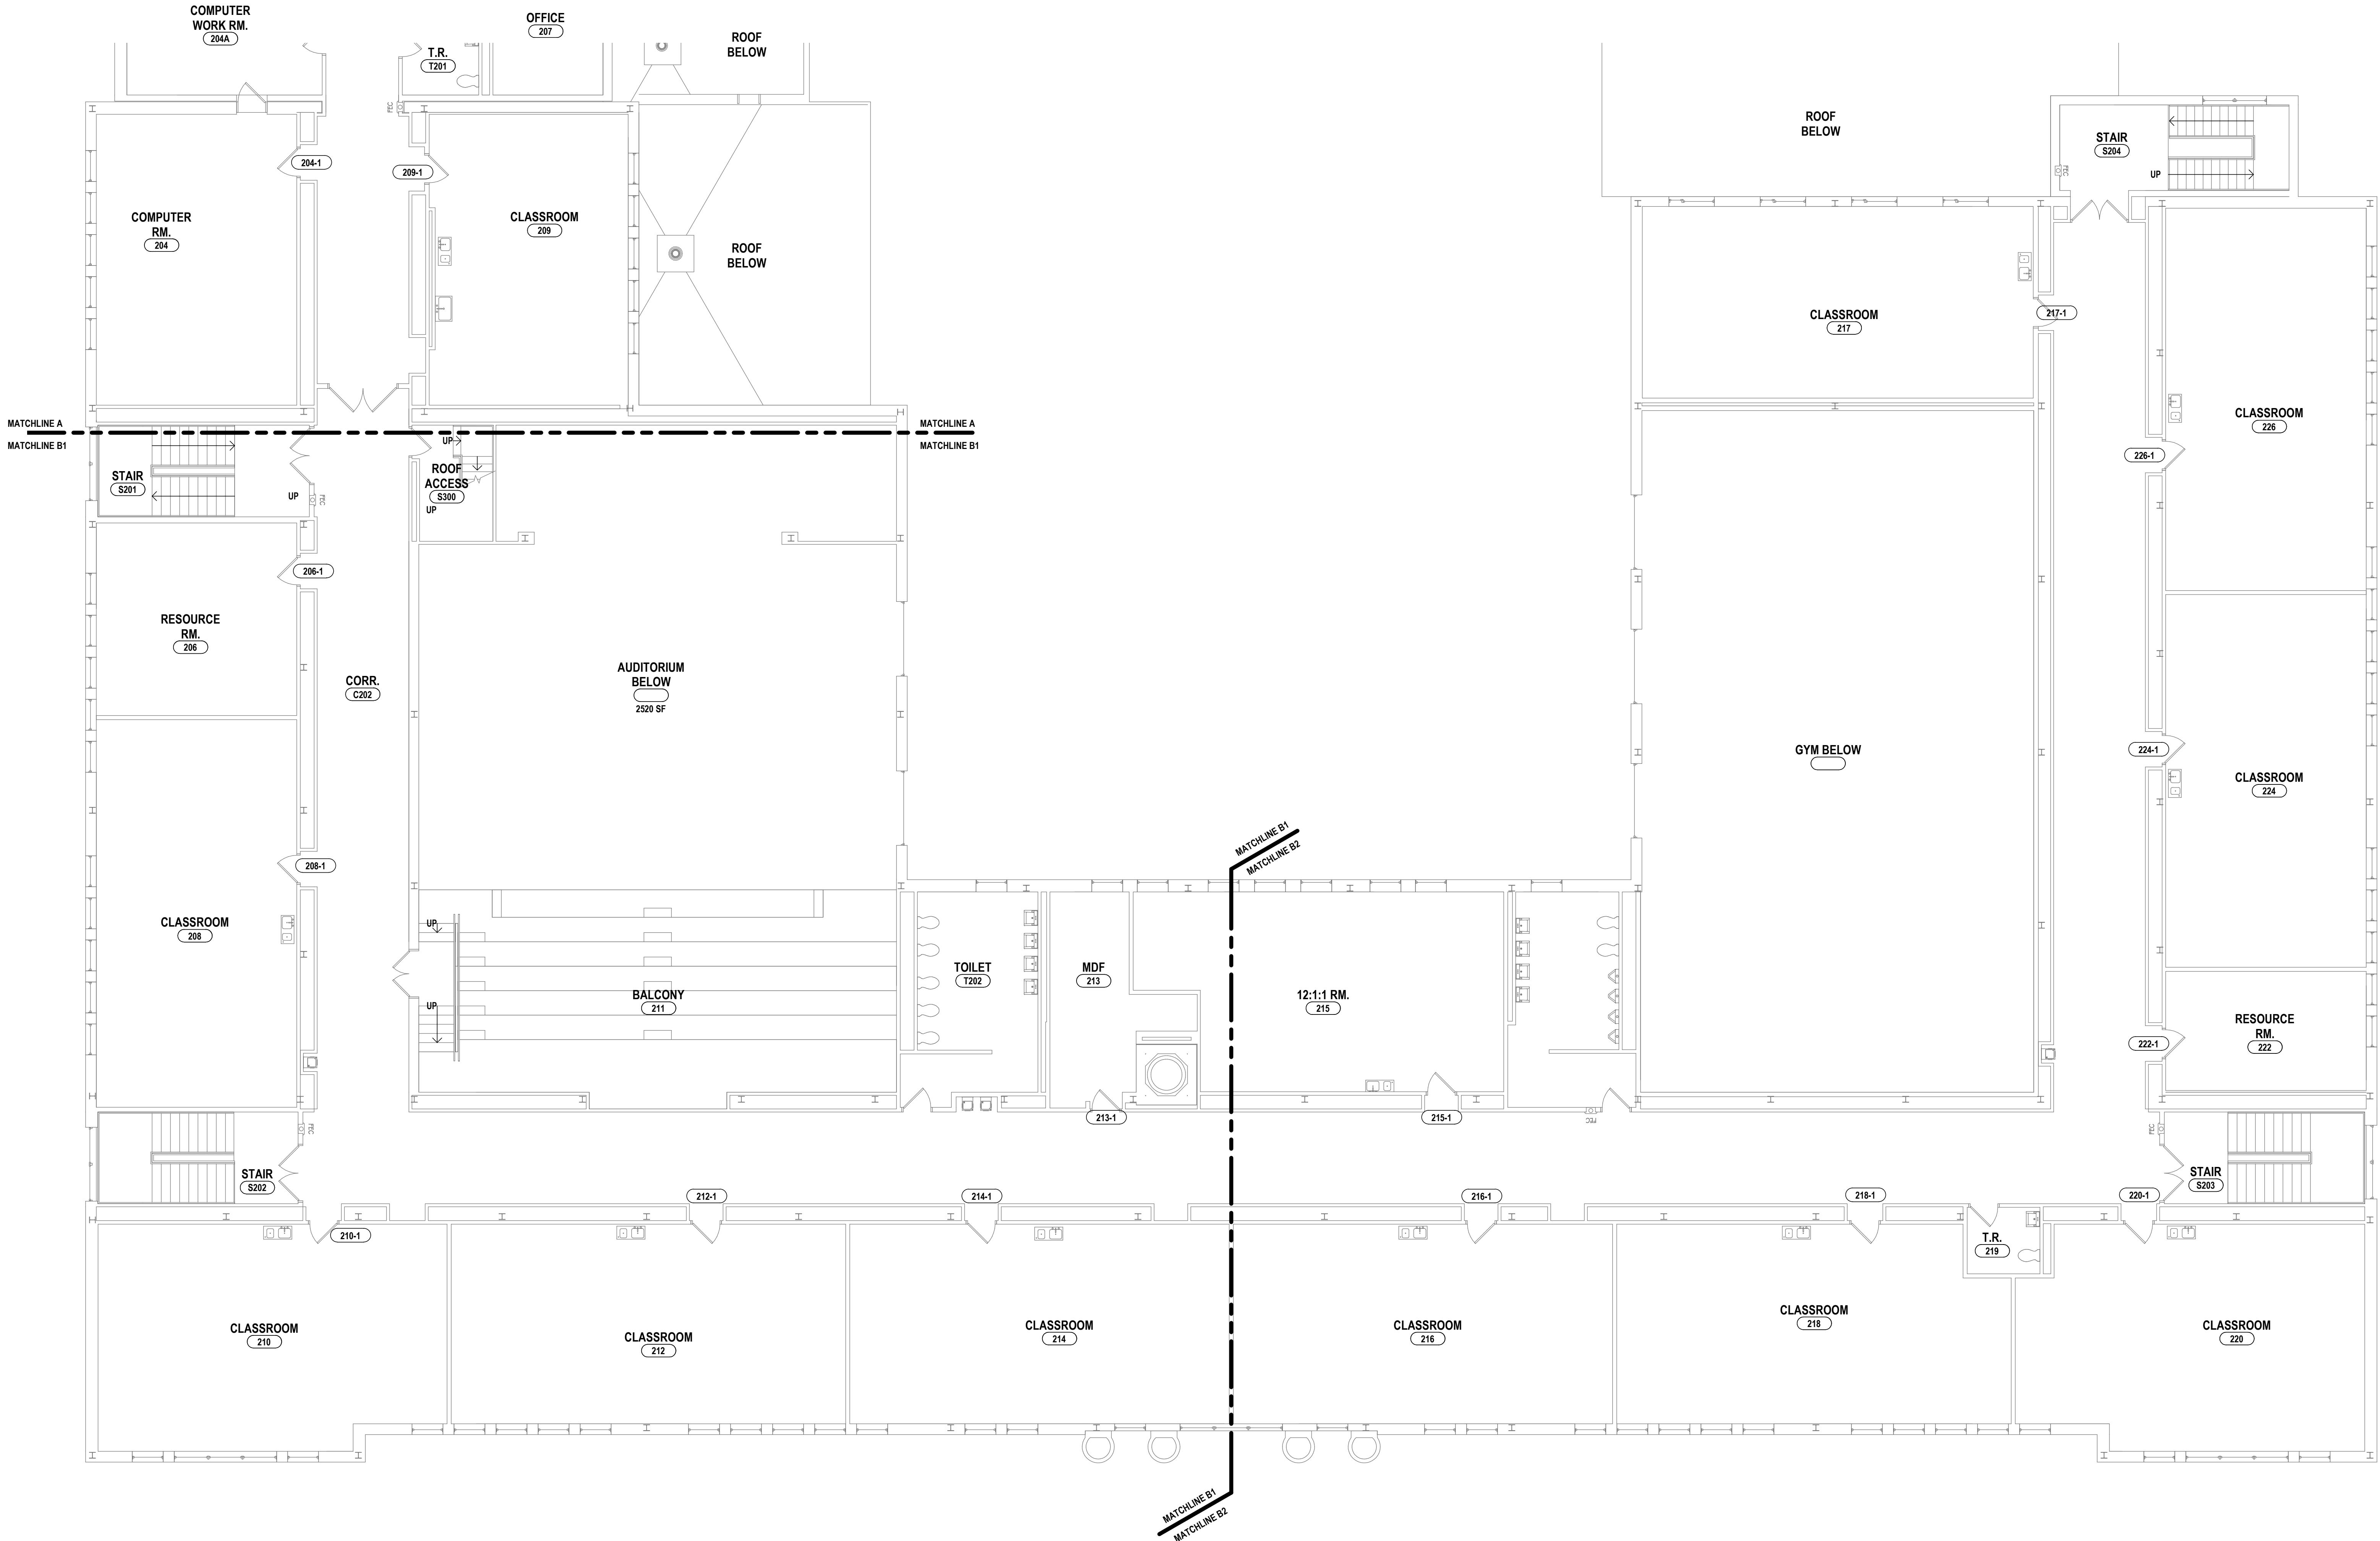 COMPUTER
WORK RM.
204A
OFFICE
207
T.R.
T201
ROOF
BELOW
FEC
204-1
209-1
COMPUTER
RM.
204
CLASSROOM
209
ROOF
BELOW
ROOF
BELOW
STAIR
S204
FEC
UP
CLASSROOM
217
217-1
CLASSROOM
226
226-1
MATCHLINE A
MATCHLINE B1
MATCHLINE A
MATCHLINE B1
STAIR
S201
UP
FEC
UP
ROOF
ACCESS
S300
UP
206-1
RESOURCE
RM.
206
CORR.
C202
AUDITORIUM
BELOW
2520 SF
GYM BELOW
224-1
CLASSROOM
224
MATCHLINE B1
MATCHLINE B2
208-1
CLASSROOM
208
UP
UP
BALCONY
211
TOILET
T202
MDF
213
12:1:1 RM.
215
RESOURCE
RM.
222
222-1
213-1
215-1
FEC
FEC
FEC
STAIR
S202
STAIR
S203
212-1
214-1
216-1
218-1
220-1
210-1
T.R.
219
CLASSROOM
210
CLASSROOM
212
CLASSROOM
214
CLASSROOM
216
CLASSROOM
218
CLASSROOM
220
MATCHLINE B1
MATCHLINE B2